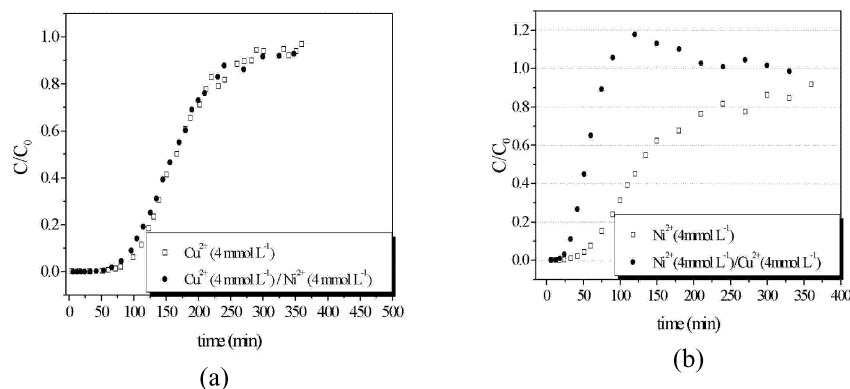 C/C₀
1.0
0.8
0.6
0.4
0.2
0.0
Cu²⁺(4 mmol L⁻¹)
Cu²⁺(4 mmol L⁻¹) / Ni²⁺(4 mmol L⁻¹)
0 50 100 150 200 250 300 350 400 450 500
time (min)
(a)
C/C₀
1.2
1.0
0.8
0.6
0.4
0.2
0.0
Ni²⁺(4mmol L⁻¹)
Ni²⁺(4mmol L⁻¹)/Cu²⁺(4mmol L⁻¹)
0 50 100 150 200 250 300 350 400
time (min)
(b)